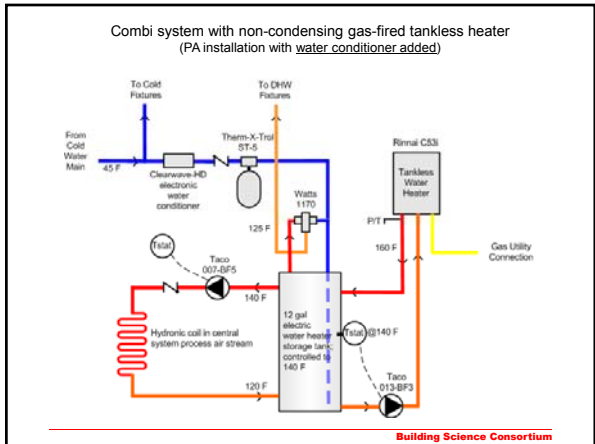 Combi system with non-condensing gas-fired tankless heater
(PA installation with water conditioner added)
To Cold
Fixtures
To DHW
Fixtures
From
Cold
Water
Main
45 F
Clearwave-HD
electronic
water
conditioner
Therm-X-Trol
ST-5
Rinnai C53i
Tankless
Water
Heater
Watts
1170
125 F
P/T
160 F
Gas Utility
Connection
Tstat
Taco
007-BF5
140 F
Hydronic coil in central
system process air stream
12 gal
electric
water heater
storage tank
controlled to
140 F
Tstat
@140 F
120 F
Taco
013-BF3
Building Science Consortium